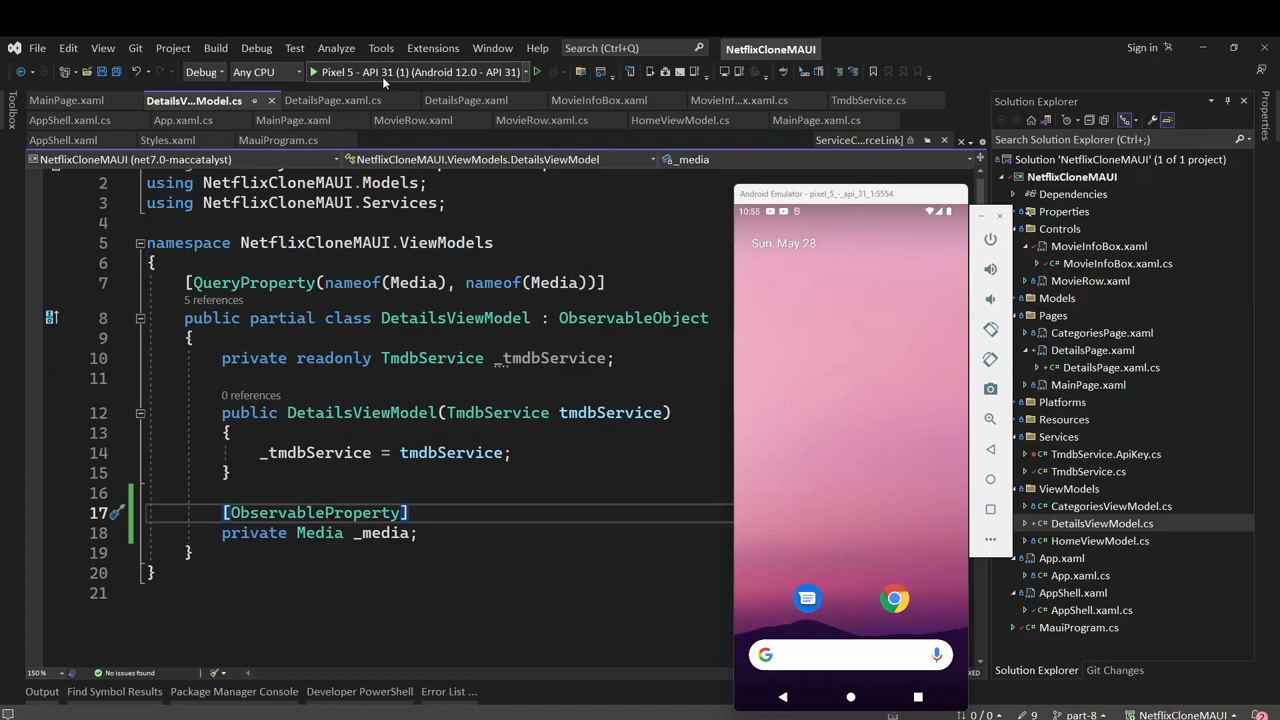 File Edit View Git Project Build Debug Test Analyze Tools Extensions Window Help Search (Ctrl+Q) NetflixCloneMAUI Sign in
Debug Any CPU Pixel 5 - API 31 (1) (Android 12.0 - API 31)
MainPage.xaml DetailsV...Model.cs DetailsPage.xaml.cs DetailsPage.xaml MovieInfoBox.xaml MovieInf...x.xaml.cs TmdbService.cs
AppShell.xaml.cs App.xaml.cs MainPage.xaml.cs MovieRow.xaml MovieRow.xaml.cs HomeViewModel.cs MainPage.xaml.cs
AppShell.xaml Styles.xaml MauiProgram.cs ServiceC...rceLink]
NetflixCloneMAUI (net7.0-maccatalyst) NetflixCloneMAUI.ViewModels.DetailsViewModel _media
2 using NetflixCloneMAUI.Models;
3 using NetflixCloneMAUI.Services;
4
5 namespace NetflixCloneMAUI.ViewModels
6 {
7 [QueryProperty(nameof(Media), nameof(Media))]
5 references
8 public partial class DetailsViewModel : ObservableObject
9 {
10 private readonly TmdbService _tmdbService;
11
0 references
12 public DetailsViewModel(TmdbService tmdbService)
13 {
14 _tmdbService = tmdbService;
15 }
16
17 [ObservableProperty]
18 private Media _media;
19 }
20 }
21
150 % No issues found
Output Find Symbol Results Package Manager Console Developer PowerShell Error List ...
Android Emulator - pixel_5_-_api_31_1:5554
10:55
Sun, May 28
Toolbox
Solution Explorer
Search Solution Explorer (Ctrl+;)
Solution 'NetflixCloneMAUI' (1 of 1 project)
NetflixCloneMAUI
Dependencies
Properties
Controls
MovieInfoBox.xaml
MovieInfoBox.xaml.cs
MovieRow.xaml
Models
Pages
CategoriesPage.xaml
DetailsPage.xaml
DetailsPage.xaml.cs
MainPage.xaml
Platforms
Resources
Services
TmdbService.ApiKey.cs
TmdbService.cs
ViewModels
CategoriesViewModel.cs
DetailsViewModel.cs
HomeViewModel.cs
App.xaml
App.xaml.cs
AppShell.xaml
AppShell.xaml.cs
MauiProgram.cs
Solution Explorer Git Changes
Properties
0 / 0 9 part-8 NetflixCloneMAUI